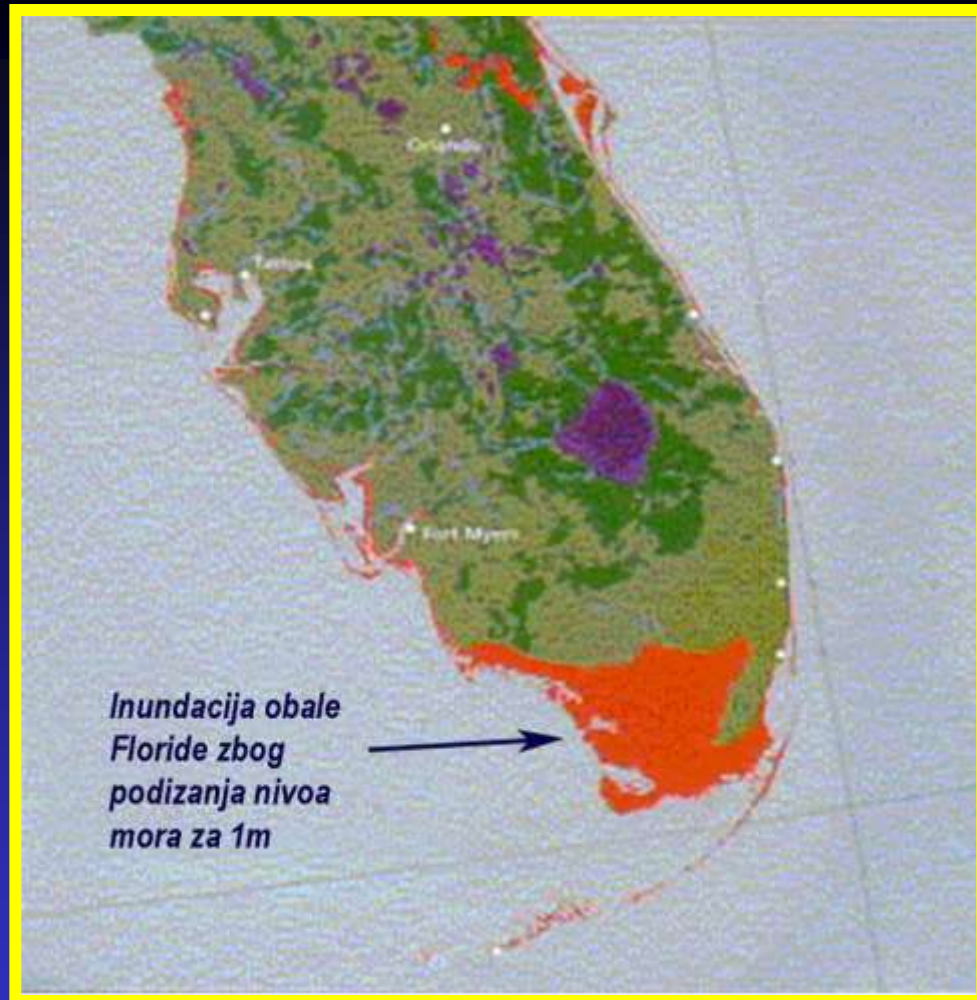 Orlando
Tampa
Fort Myers
Inundacija obale
Floride zbog
podizanja nivoa
mora za 1m